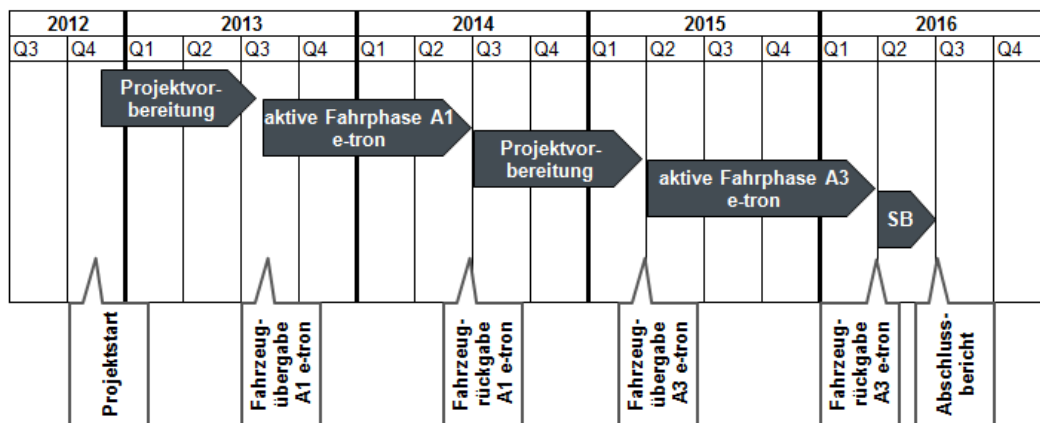 2012 2013 2014 2015 2016
Q3 Q4 Q1 Q2 Q3 Q4 Q1 Q2 Q3 Q4 Q1 Q2 Q3 Q4 Q1 Q2 Q3 Q4
Projektvor-
bereitung
aktive Fahrphase A1
e-tron
Projektvor-
bereitung
aktive Fahrphase A3
e-tron
SB
Projektstart
Fahrzeug-
übergabe
A1 e-tron
Fahrzeug-
rückgabe
A1 e-tron
Fahrzeug-
übergabe
A3 e-tron
Fahrzeug-
rückgabe
A3 e-tron
Abschluss-
bericht